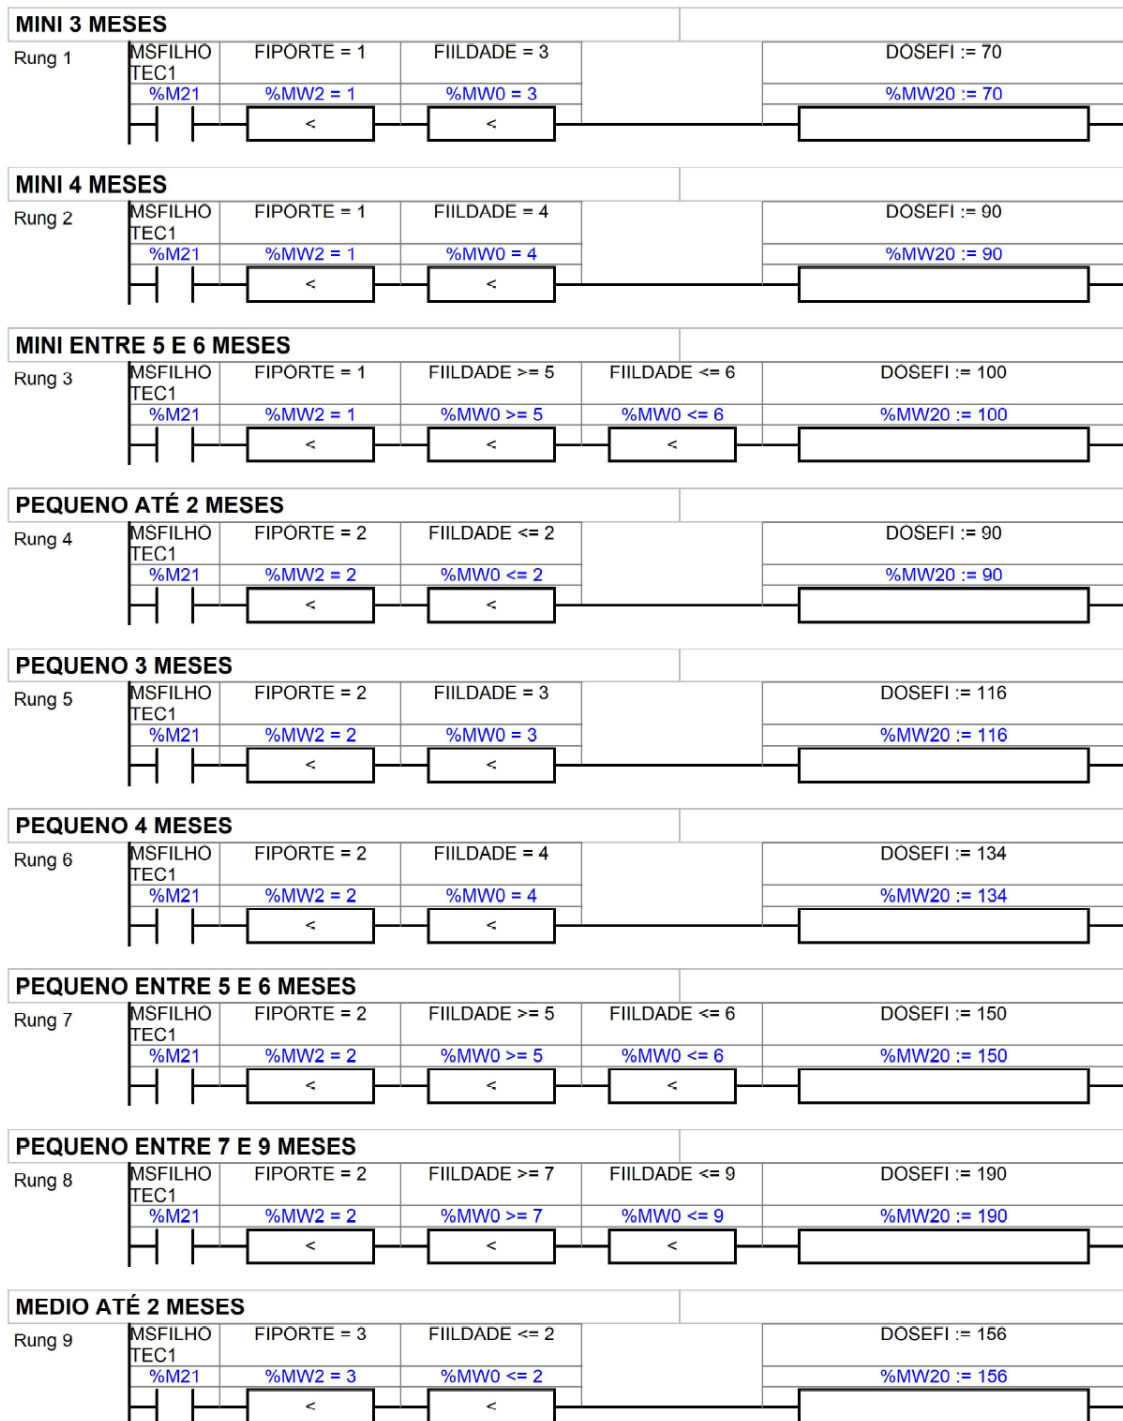 MINI 3 MESES
Rung 1 MSFILHO FIPORTE = 1 FIILDADE = 3 DOSEFI := 70
TEC1
%M21 %MW2 = 1 %MW0 = 3 %MW20 := 70
< <
MINI 4 MESES
Rung 2 MSFILHO FIPORTE = 1 FIILDADE = 4 DOSEFI := 90
TEC1
%M21 %MW2 = 1 %MW0 = 4 %MW20 := 90
< <
MINI ENTRE 5 E 6 MESES
Rung 3 MSFILHO FIPORTE = 1 FIILDADE >= 5 FIILDADE <= 6 DOSEFI := 100
TEC1
%M21 %MW2 = 1 %MW0 >= 5 %MW0 <= 6 %MW20 := 100
< < <
PEQUENO ATÉ 2 MESES
Rung 4 MSFILHO FIPORTE = 2 FIILDADE <= 2 DOSEFI := 90
TEC1
%M21 %MW2 = 2 %MW0 <= 2 %MW20 := 90
< <
PEQUENO 3 MESES
Rung 5 MSFILHO FIPORTE = 2 FIILDADE = 3 DOSEFI := 116
TEC1
%M21 %MW2 = 2 %MW0 = 3 %MW20 := 116
< <
PEQUENO 4 MESES
Rung 6 MSFILHO FIPORTE = 2 FIILDADE = 4 DOSEFI := 134
TEC1
%M21 %MW2 = 2 %MW0 = 4 %MW20 := 134
< <
PEQUENO ENTRE 5 E 6 MESES
Rung 7 MSFILHO FIPORTE = 2 FIILDADE >= 5 FIILDADE <= 6 DOSEFI := 150
TEC1
%M21 %MW2 = 2 %MW0 >= 5 %MW0 <= 6 %MW20 := 150
< < <
PEQUENO ENTRE 7 E 9 MESES
Rung 8 MSFILHO FIPORTE = 2 FIILDADE >= 7 FIILDADE <= 9 DOSEFI := 190
TEC1
%M21 %MW2 = 2 %MW0 >= 7 %MW0 <= 9 %MW20 := 190
< < <
MEDIO ATÉ 2 MESES
Rung 9 MSFILHO FIPORTE = 3 FIILDADE <= 2 DOSEFI := 156
TEC1
%M21 %MW2 = 3 %MW0 <= 2 %MW20 := 156
< <